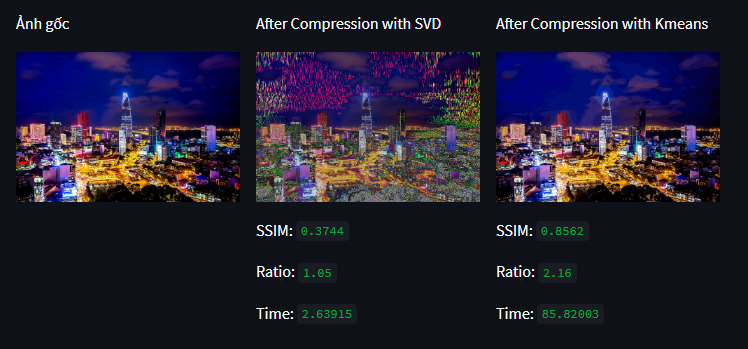 Ảnh gốc
After Compression with SVD
After Compression with Kmeans
SSIM: 0.3744
SSIM: 0.8562
Ratio: 1.05
Ratio: 2.16
Time: 2.63915
Time: 85.82003